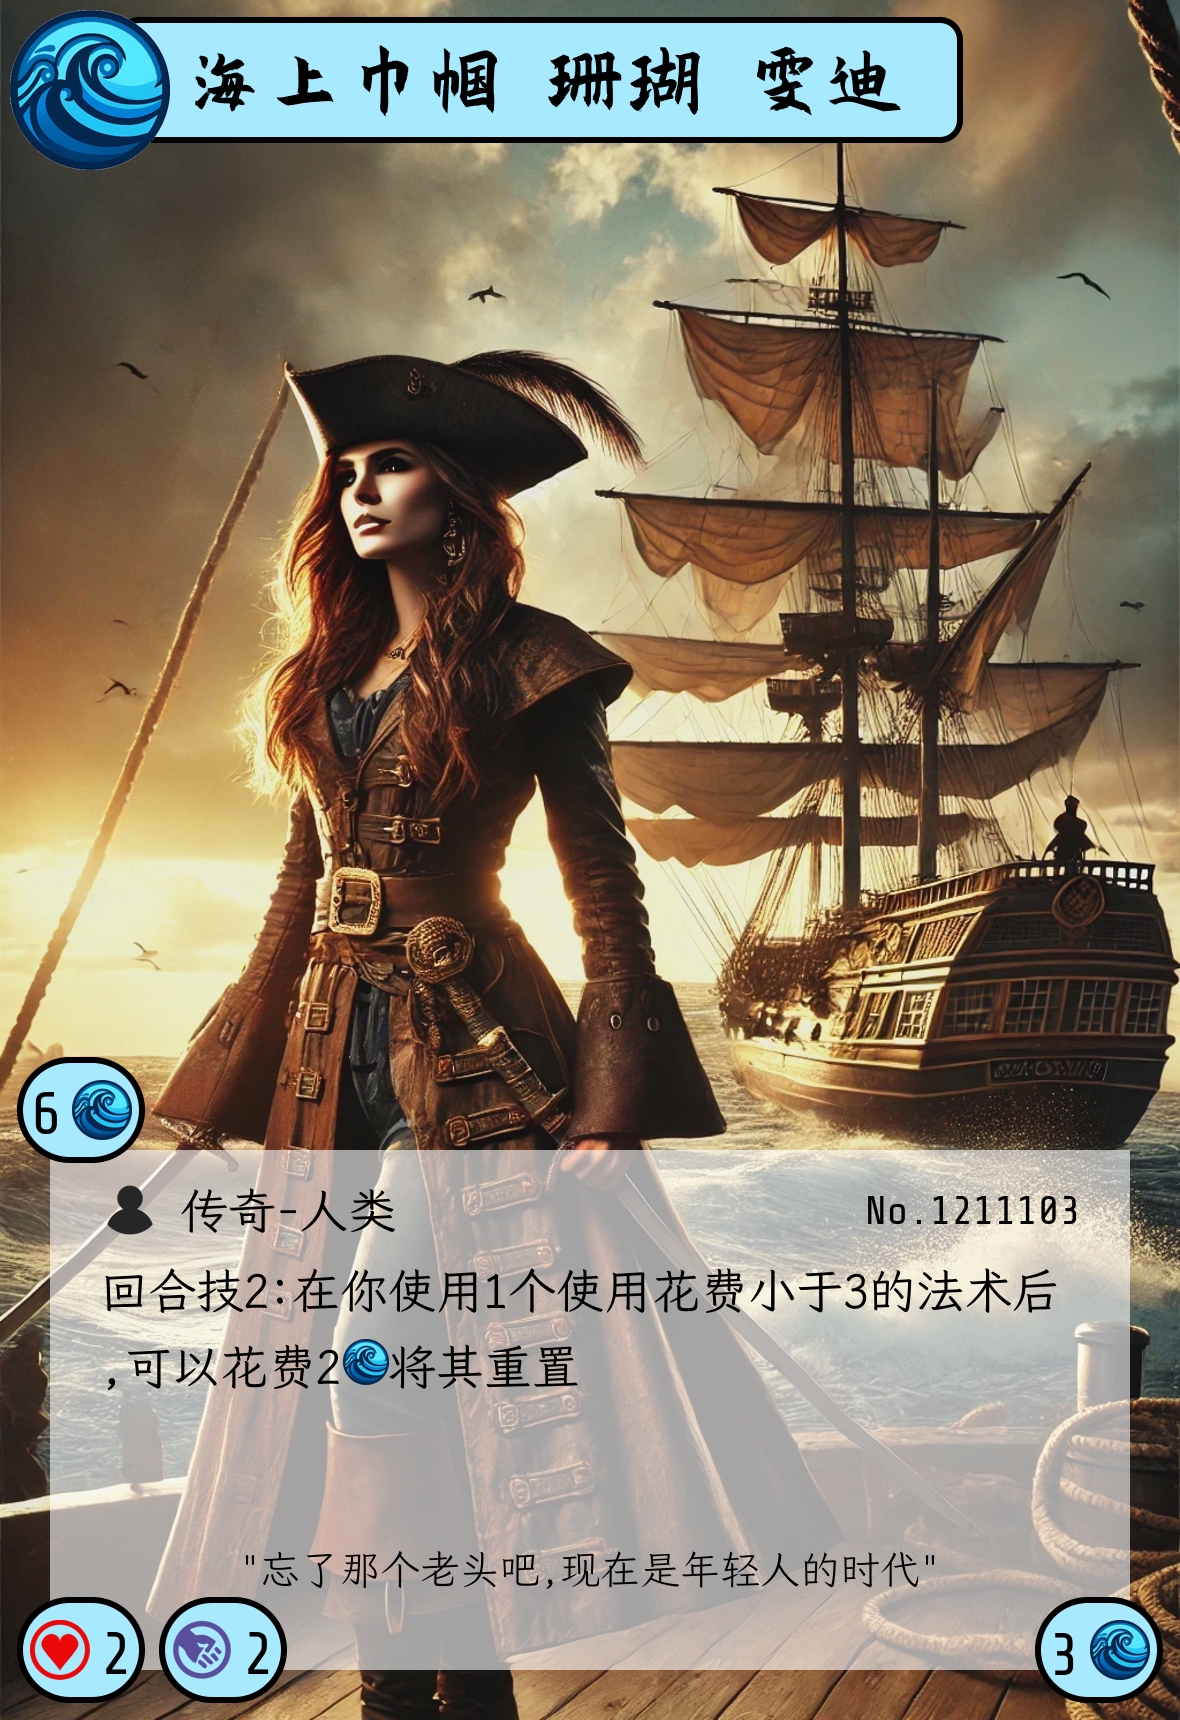 海上巾帼 珊瑚 雯迪
6
传奇-人类
No.1211103
回合技2:在你使用1个使用花费小于3的法术后
,可以花费2将其重置
"忘了那个老头吧,现在是年轻人的时代"
2
2
3